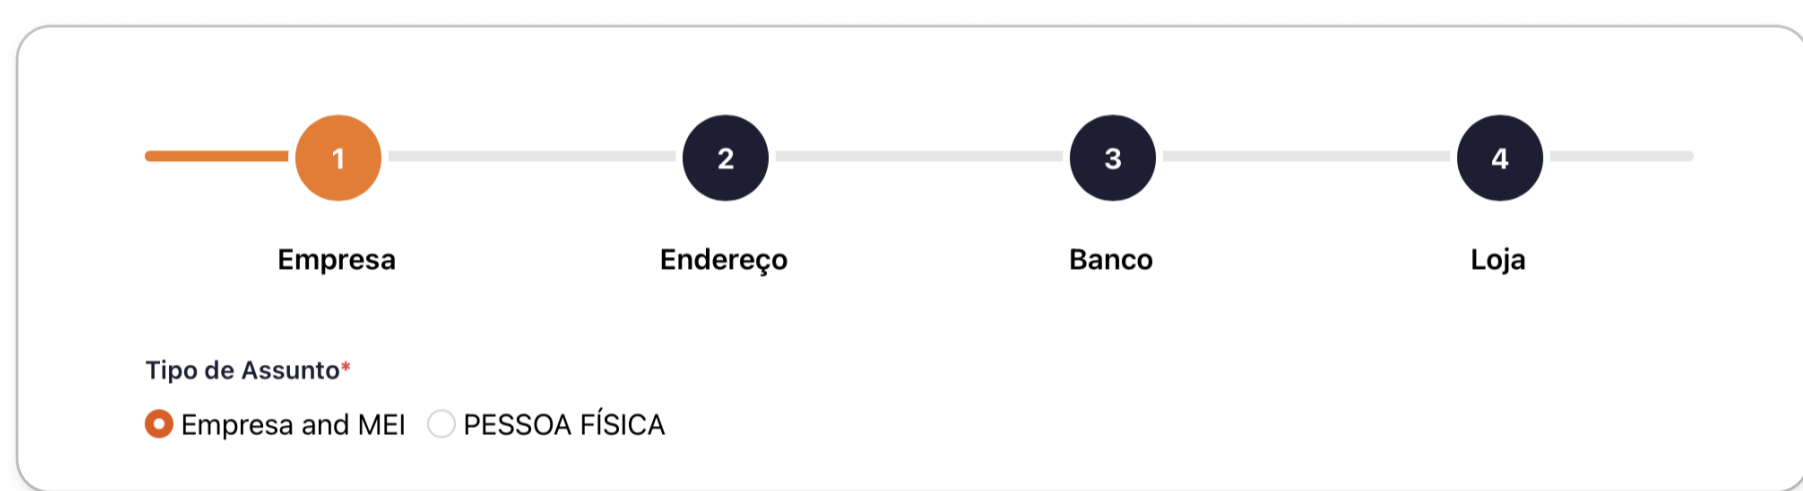 1 2 3 4
Empresa Endereço Banco Loja
Tipo de Assunto*
Empresa and MEI PESSOA FÍSICA